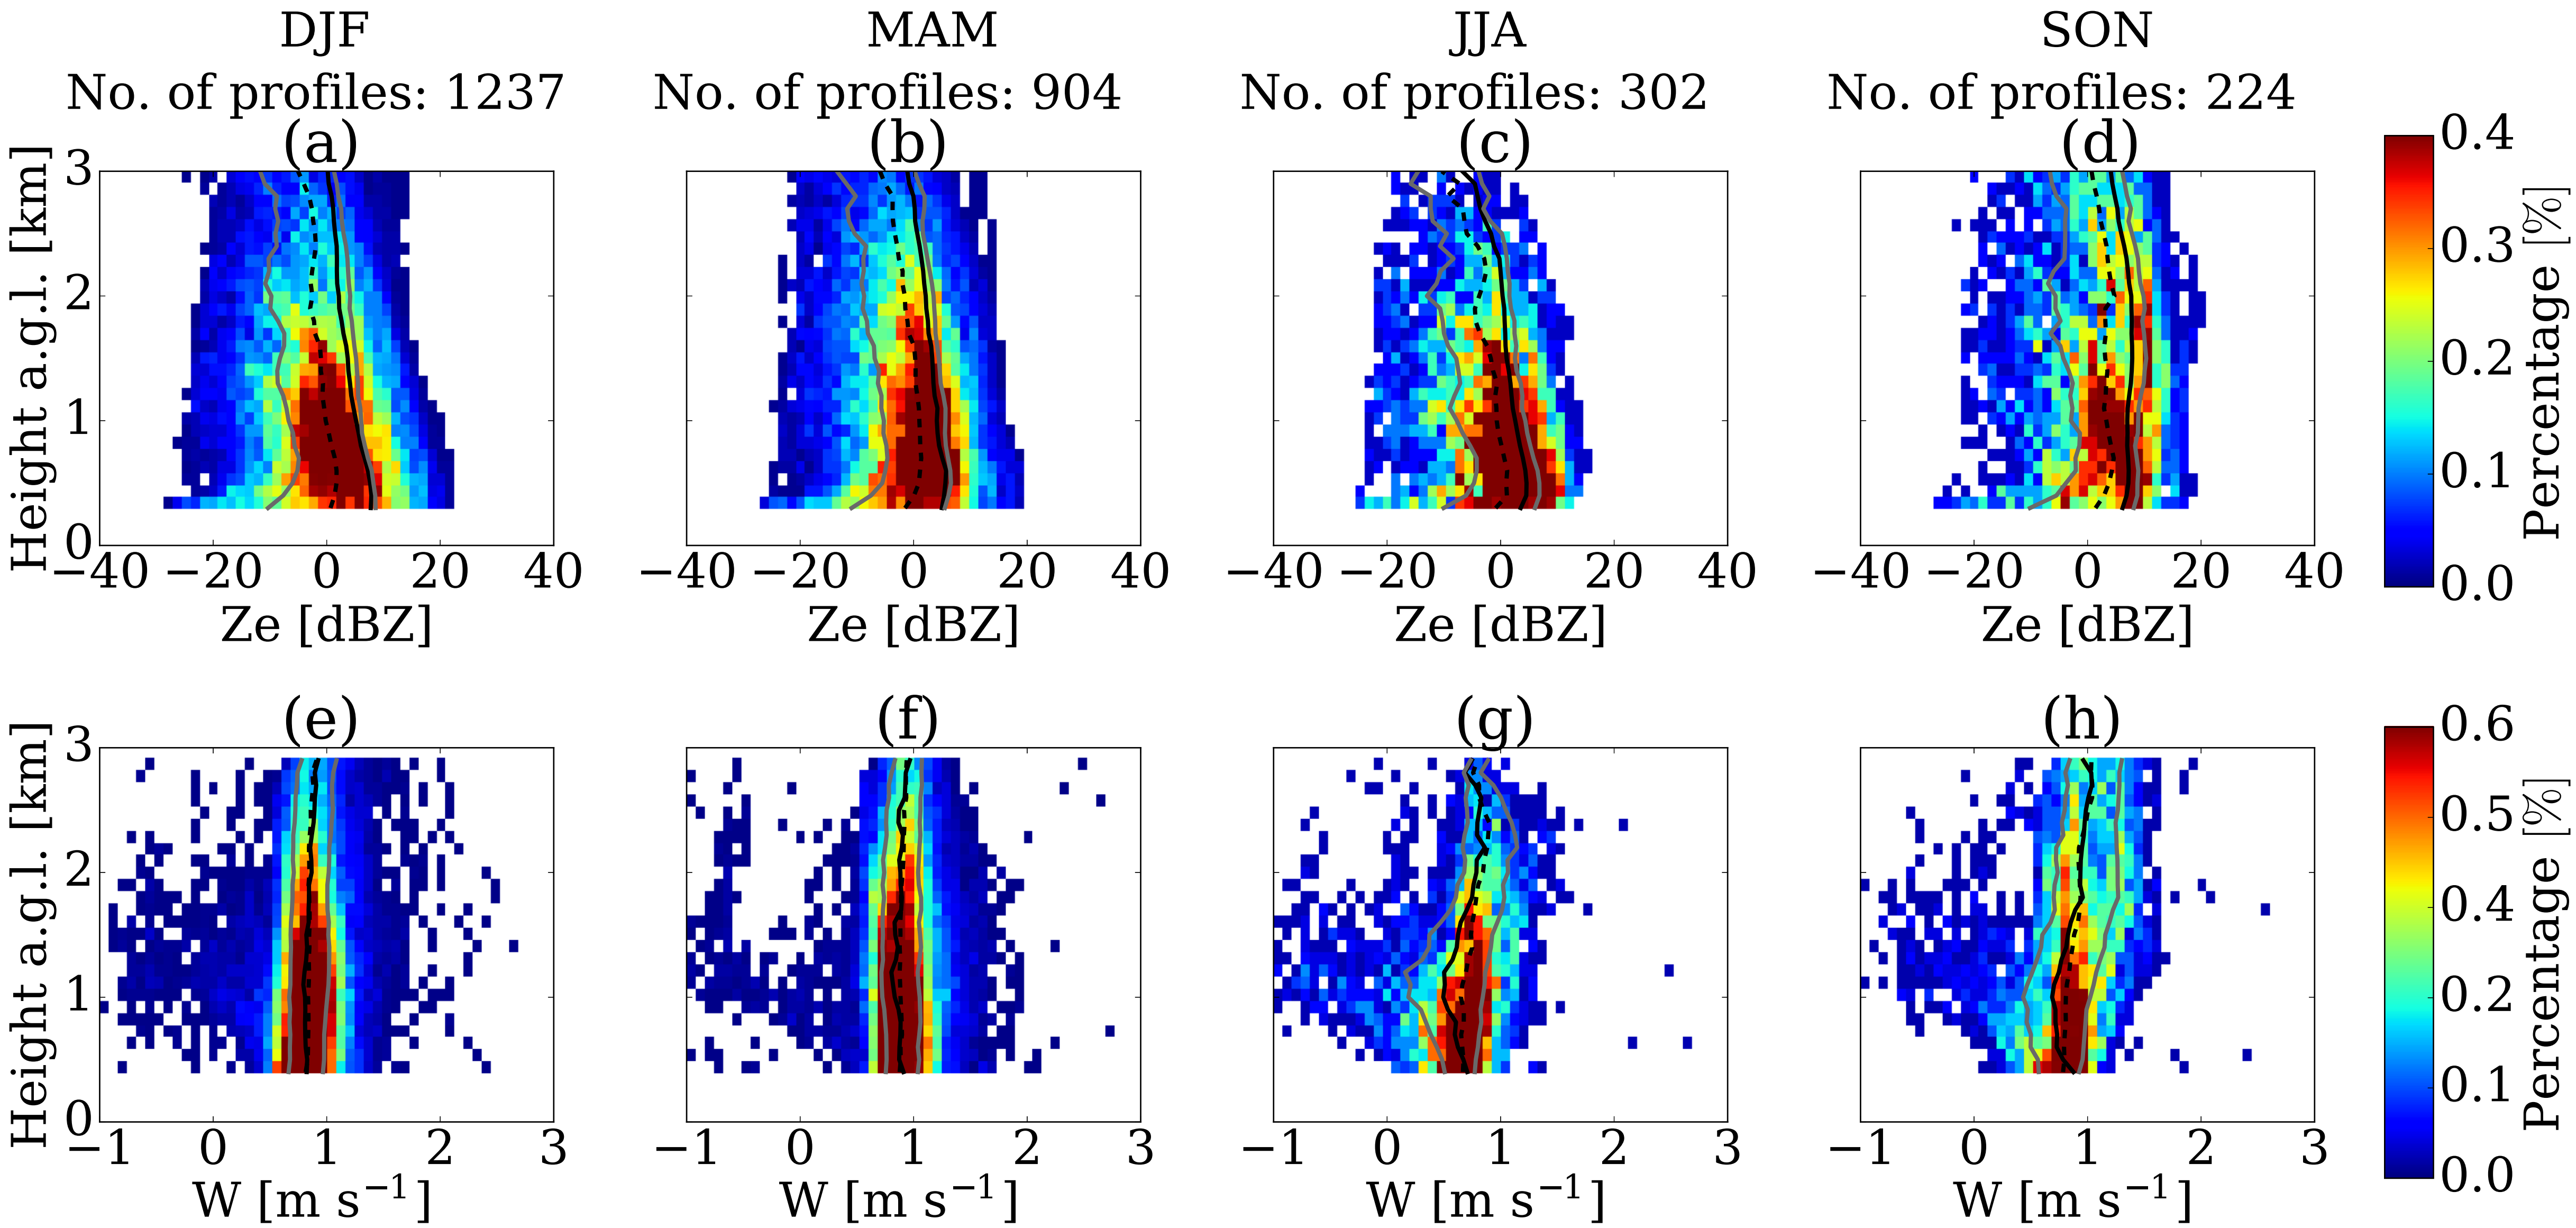 DJF MAM JJA SON
No. of profiles: 1237 No. of profiles: 904 No. of profiles: 302 No. of profiles: 224
(a) (b) (c) (d)
Height a.g.l. [km]
3
2
1
0
−40 −20 0 20 40 −40 −20 0 20 40 −40 −20 0 20 40 −40 −20 0 20 40
Ze [dBZ] Ze [dBZ] Ze [dBZ] Ze [dBZ]
0.4
0.3
0.2
0.1
0.0
Percentage [%]
(e) (f) (g) (h)
Height a.g.l. [km]
3
2
1
0
−1 0 1 2 3 −1 0 1 2 3 −1 0 1 2 3 −1 0 1 2 3
W [m s⁻¹] W [m s⁻¹] W [m s⁻¹] W [m s⁻¹]
0.6
0.5
0.4
0.2
0.1
0.0
Percentage [%]